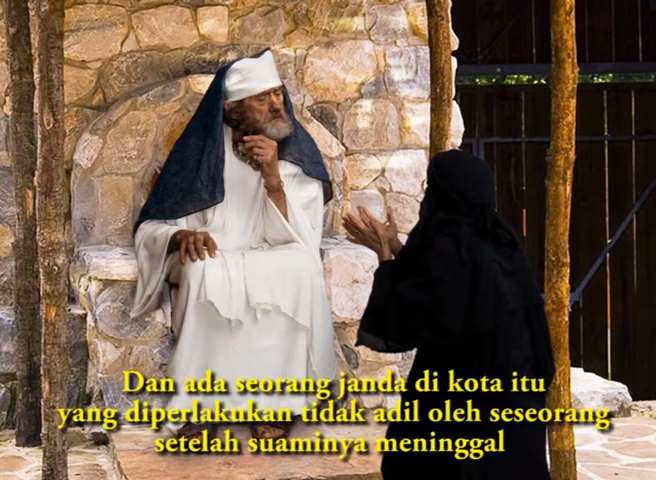 Dan ada seorang janda di kota itu
yang diperlakukan tidak adil oleh seseorang
setelah suaminya meninggal